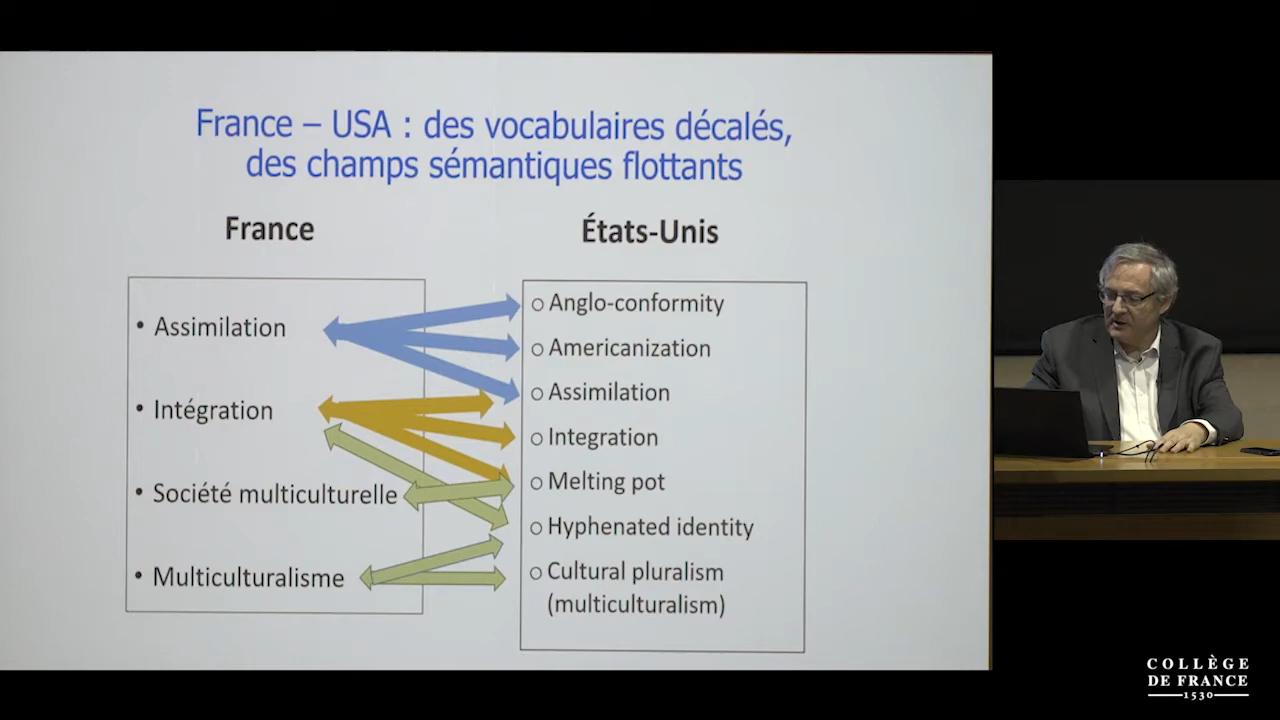 France – USA : des vocabulaires décalés,
des champs sémantiques flottants
France
• Assimilation
• Intégration
• Société multiculturelle
• Multiculturalisme
États-Unis
○ Anglo-conformity
○ Americanization
○ Assimilation
○ Integration
○ Melting pot
○ Hyphenated identity
○ Cultural pluralism
(multiculturalism)
COLLÈGE
DE FRANCE
1530